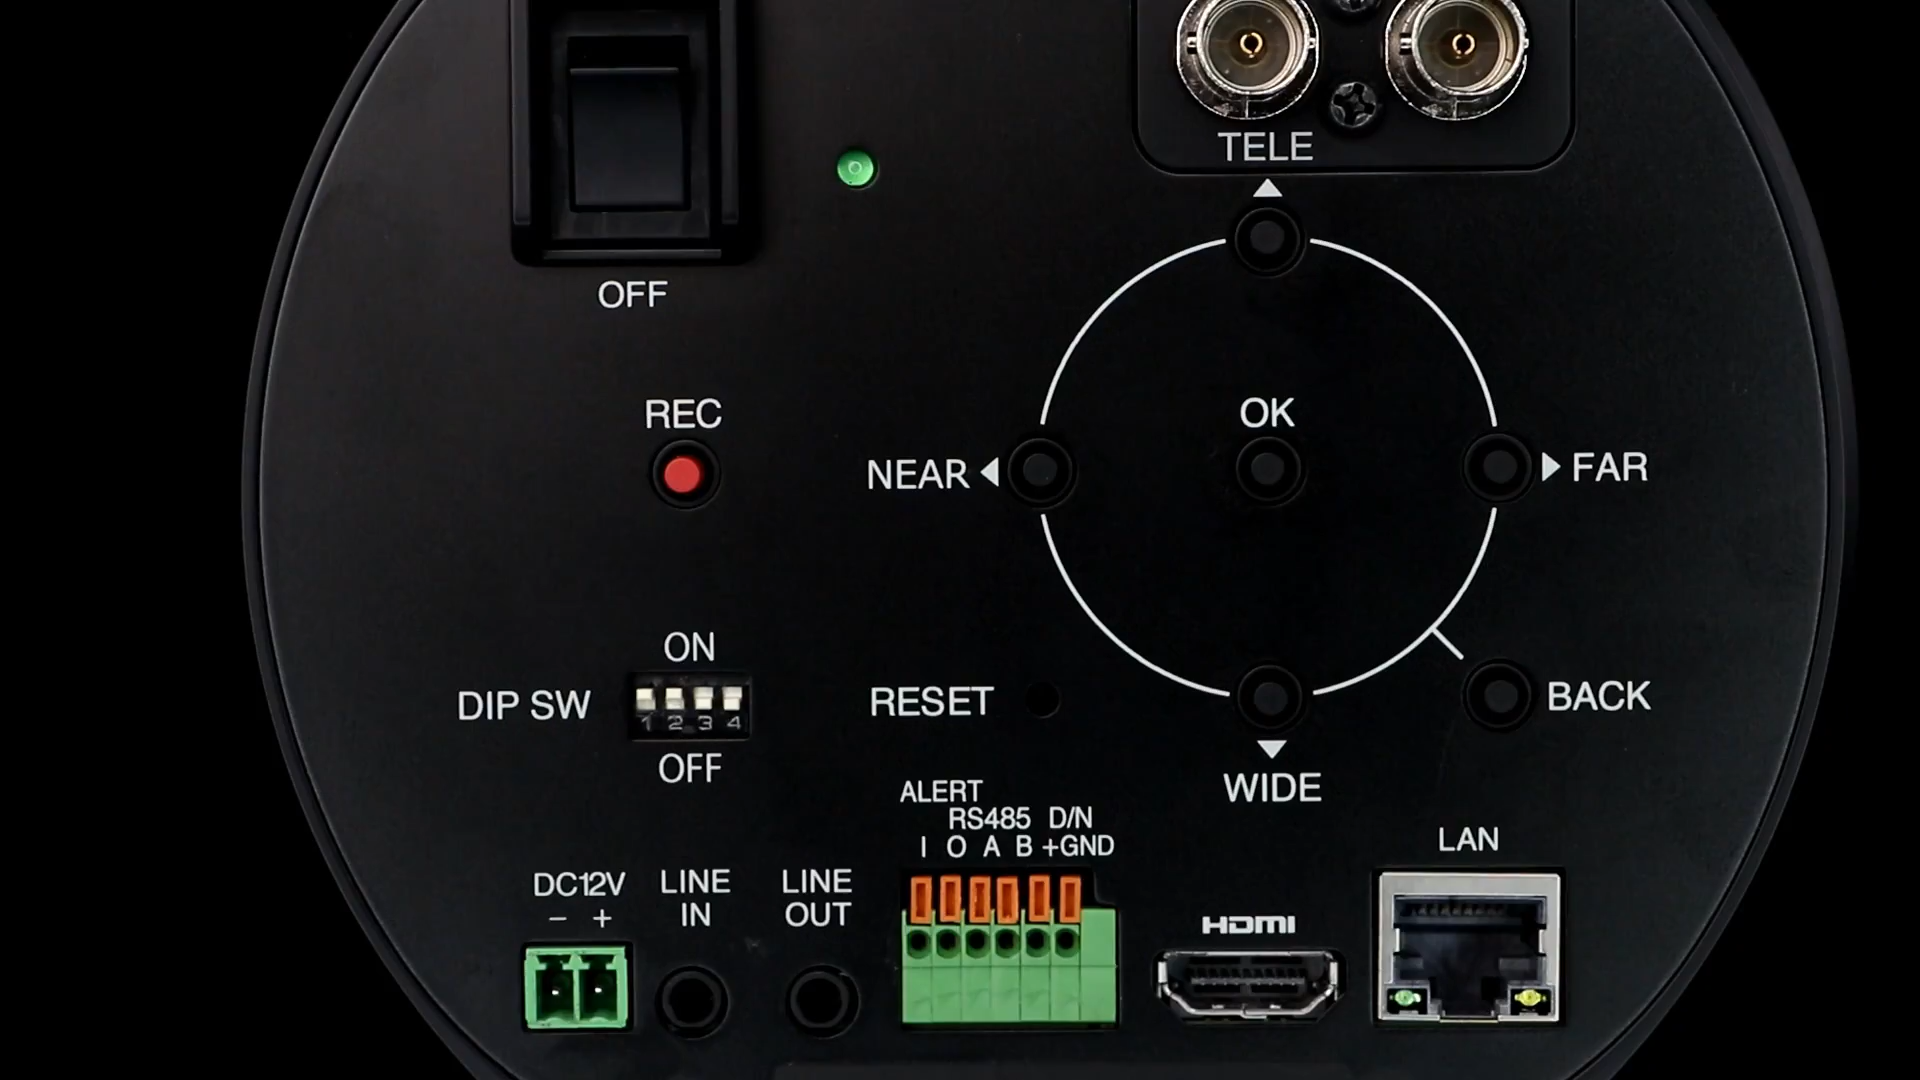 TELE
OFF
REC
OK
NEAR
FAR
ON
DIP SW
1 2 3 4
OFF
RESET
BACK
WIDE
ALERT
RS485 D/N
I O A B +GND
LAN
DC12V
- +
LINE
IN
LINE
OUT
HDMI